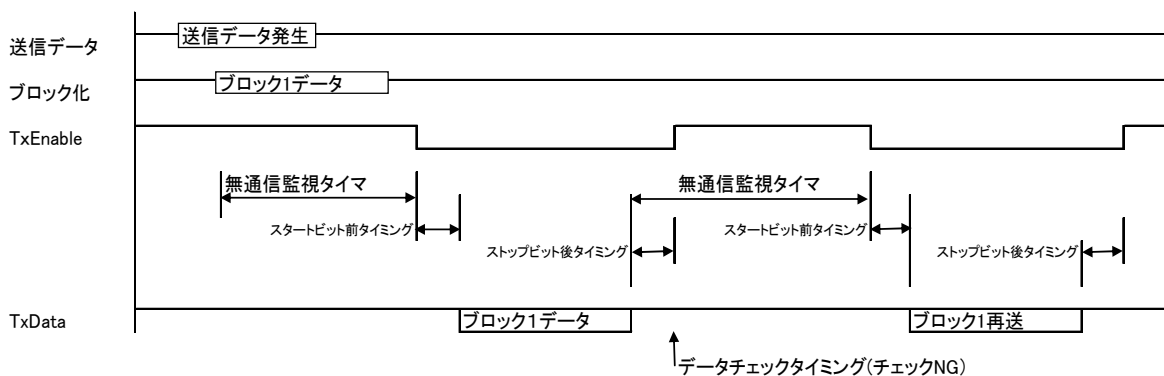 送信データ
送信データ発生
ブロック化
ブロック1データ
TxEnable
無通信監視タイマ
無通信監視タイマ
スタートビット前タイミング
スタートビット前タイミング
ストップビット後タイミング
ストップビット後タイミング
TxData
ブロック1データ
ブロック1再送
データチェックタイミング(チェックNG)